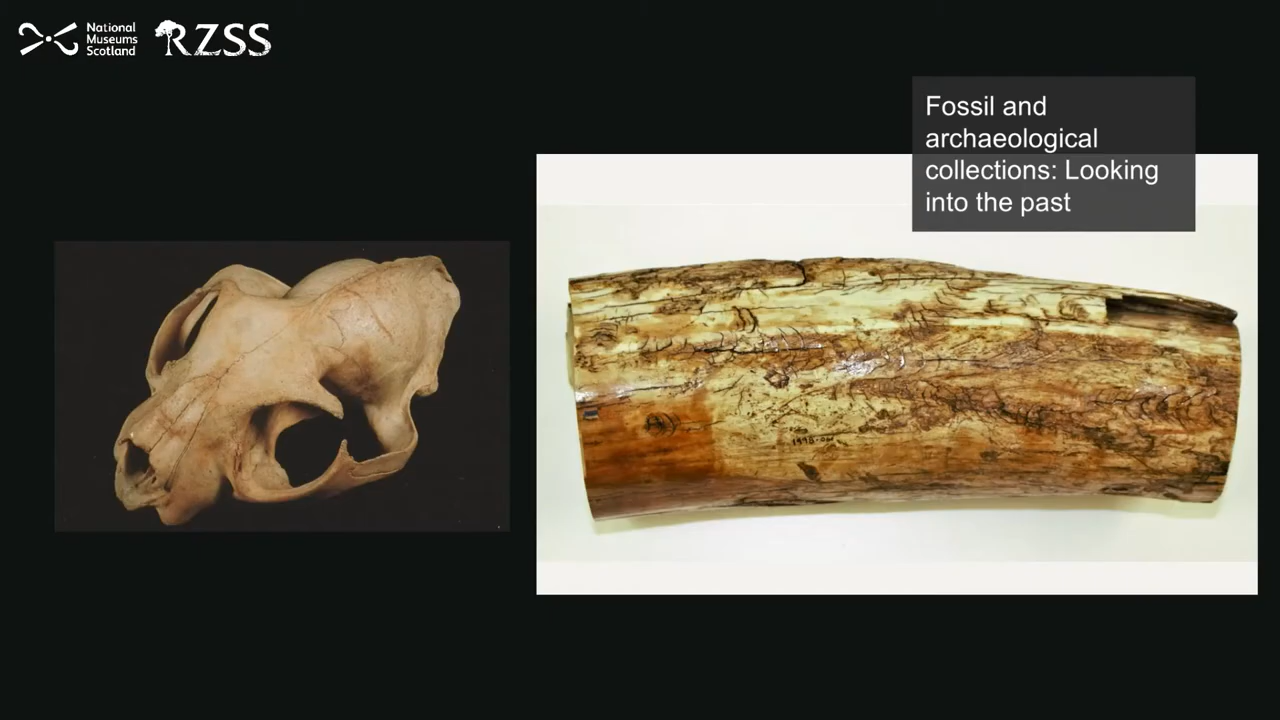 National
Museums
Scotland
RZSS
Fossil and
archaeological
collections: Looking
into the past